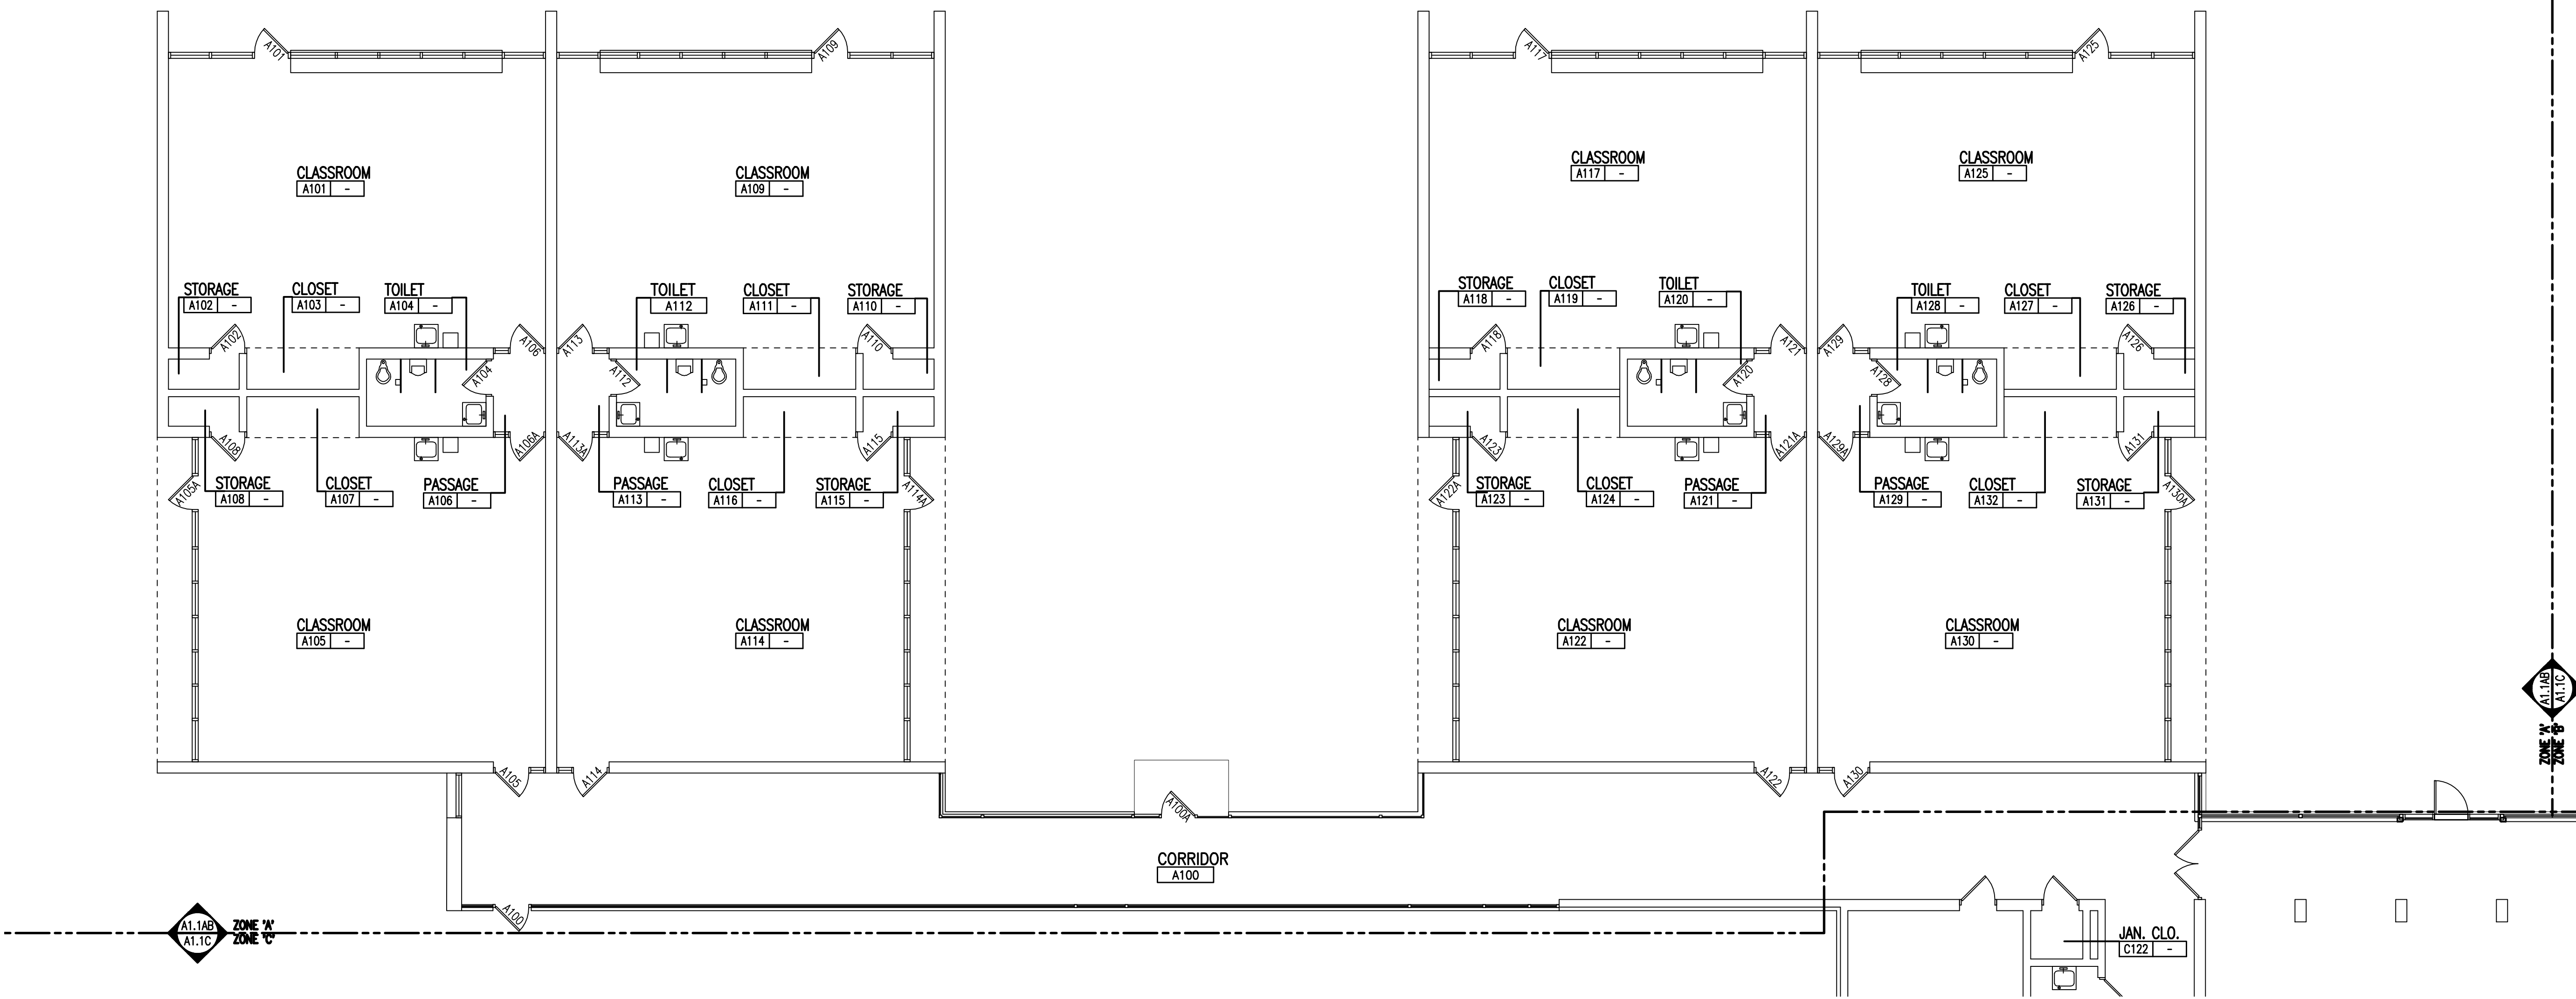 A101
A109
A117
A125
CLASSROOM
A101 -
CLASSROOM
A109 -
CLASSROOM
A117 -
CLASSROOM
A125 -
STORAGE
A102 -
CLOSET
A103 -
TOILET
A104 -
TOILET
A112
CLOSET
A111 -
STORAGE
A110 -
STORAGE
A118 -
CLOSET
A119 -
TOILET
A120 -
TOILET
A128 -
CLOSET
A127 -
STORAGE
A126 -
A102
A106
A113
A110
A118
A121
A129
A126
A104
A112
A120
A128
A108
A106A
A113A
A115
A123
A121A
A129A
A131
A105A
STORAGE
A108 -
CLOSET
A107 -
PASSAGE
A106 -
PASSAGE
A113 -
CLOSET
A116 -
STORAGE
A115 -
A114A
A122A
STORAGE
A123 -
CLOSET
A124 -
PASSAGE
A121 -
PASSAGE
A129 -
CLOSET
A132 -
STORAGE
A131 -
A130A
CLASSROOM
A105 -
CLASSROOM
A114 -
CLASSROOM
A122 -
CLASSROOM
A130 -
A1.1AB
A1.1C
ZONE 'A'
ZONE 'B'
A105
A114
A122
A130
A100A
CORRIDOR
A100
A100
A1.1AB
A1.1C
ZONE 'A'
ZONE 'C'
JAN. CLO.
C122 -